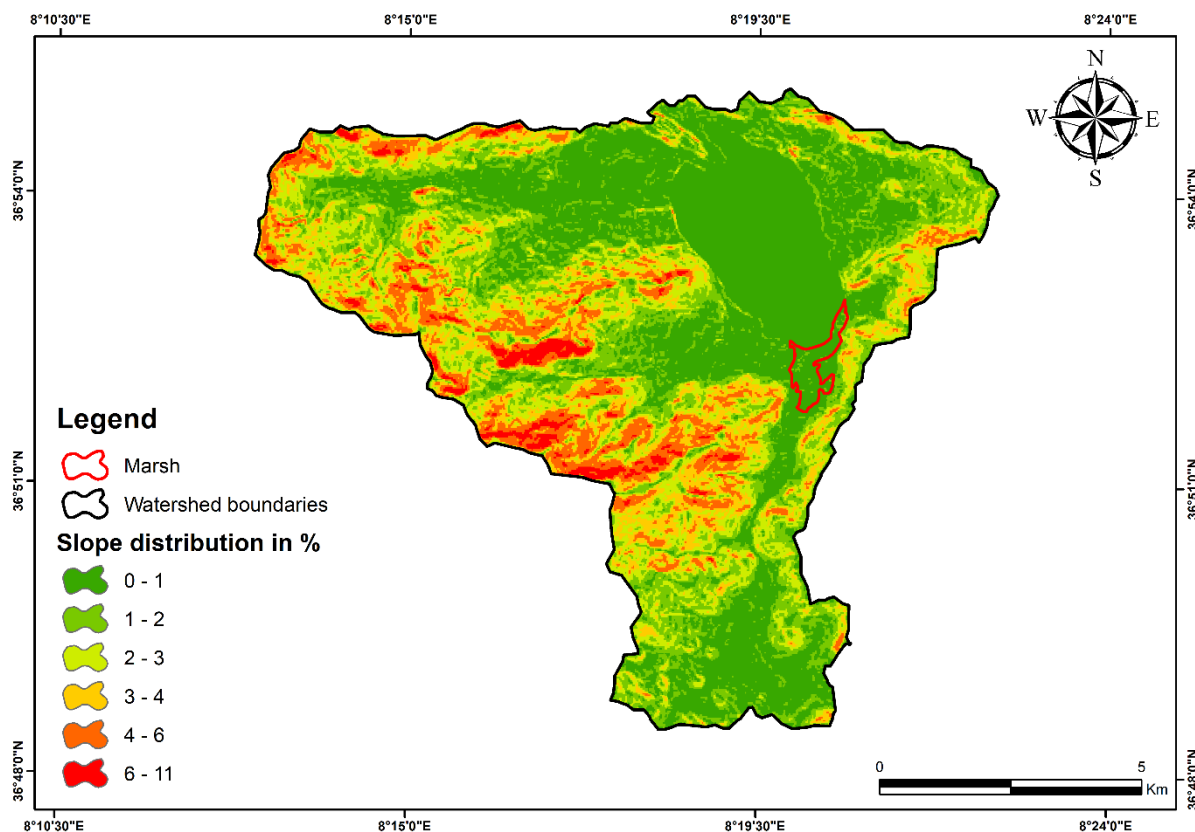 8°10'30"E 8°15'0"E 8°19'30"E 8°24'0"E
N
W E
S
36°54'0"N 36°54'0"N
Legend
Marsh
36°51'0"N 36°51'0"N
Watershed boundaries
Slope distribution in %
0 - 1
1 - 2
2 - 3
3 - 4
4 - 6
6 - 11
0 5
Km
36°48'0"N 36°48'0"N
8°10'30"E 8°15'0"E 8°19'30"E 8°24'0"E